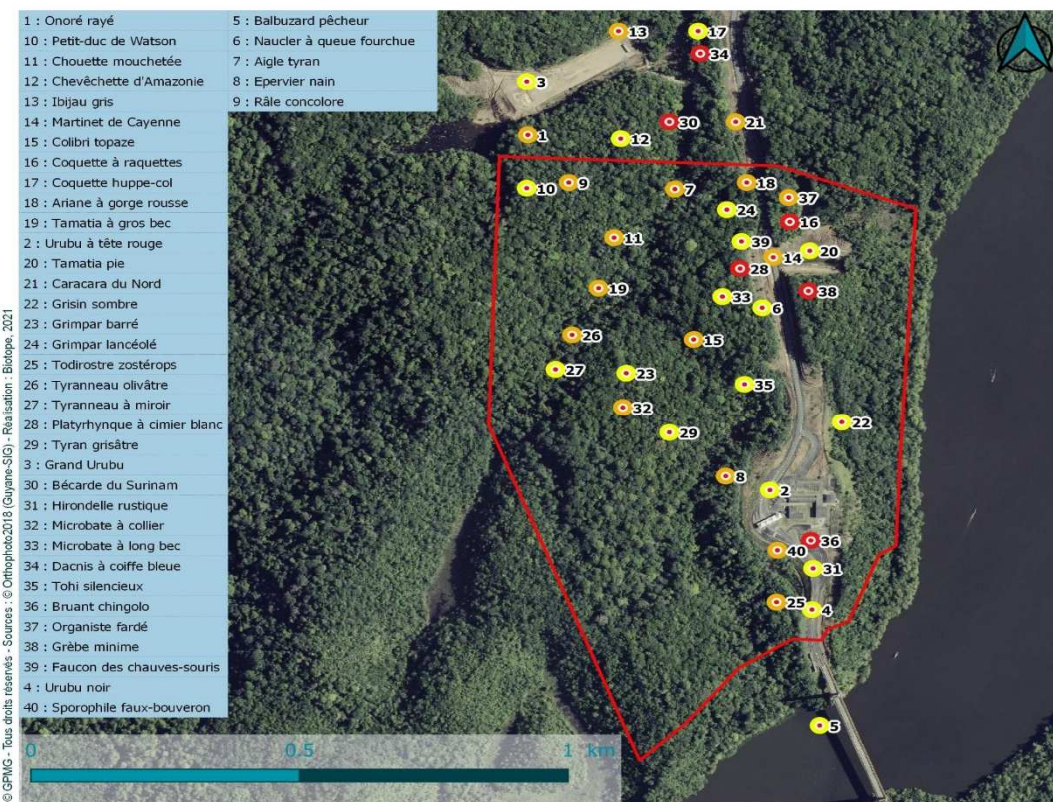 1 : Onoré rayé
10 : Petit-duc de Watson
11 : Chouette mouchetée
12 : Chevêchette d'Amazonie
13 : Ibijau gris
14 : Martinet de Cayenne
15 : Colibri topaze
16 : Coquette à raquettes
17 : Coquette huppe-col
18 : Ariane à gorge rousse
19 : Tamatia à gros bec
2 : Urubu à tête rouge
20 : Tamatia pie
21 : Caracara du Nord
22 : Grisin sombre
23 : Grimpar barré
24 : Grimpar lancéolé
25 : Todirostre zostérops
26 : Tyranneau olivâtre
27 : Tyranneau à miroir
28 : Platyrhynque à cimier blanc
29 : Tyran grisâtre
3 : Grand Urubu
30 : Bécarde du Surinam
31 : Hirondelle rustique
32 : Microbate à collier
33 : Microbate à long bec
34 : Dacnis à coiffe bleue
35 : Tohi silencieux
36 : Bruant chingolo
37 : Organiste fardé
38 : Grèbe minime
39 : Faucon des chauves-souris
4 : Urubu noir
40 : Sporophile faux-bouveron
5 : Balbuzard pêcheur
6 : Naucler à queue fourchue
7 : Aigle tyran
8 : Epervier nain
9 : Râle concolore
13
17
34
3
30
21
1
12
10
9
7
18
37
24
16
11
39
20
14
28
19
38
33
6
26
15
27
23
35
32
22
29
8
2
36
40
31
25
4
5
0
0.5
1 km
© GPMG - Tous droits réservés - Sources : © Orthophoto2018 (Guyane-SIG) - Réalisation : Biotope, 2021